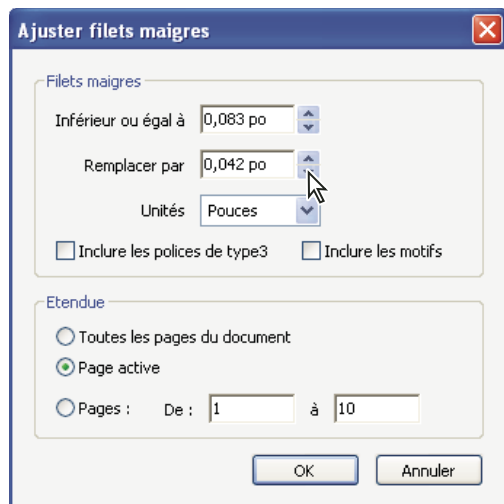 Ajuster filets maigres
Filets maigres
Inférieur ou égal à 0,083 po
Remplacer par 0,042 po
Unités Pouces
Inclure les polices de type3 Inclure les motifs
Etendue
Toutes les pages du document
Page active
Pages : De : 1 à 10
OK Annuler